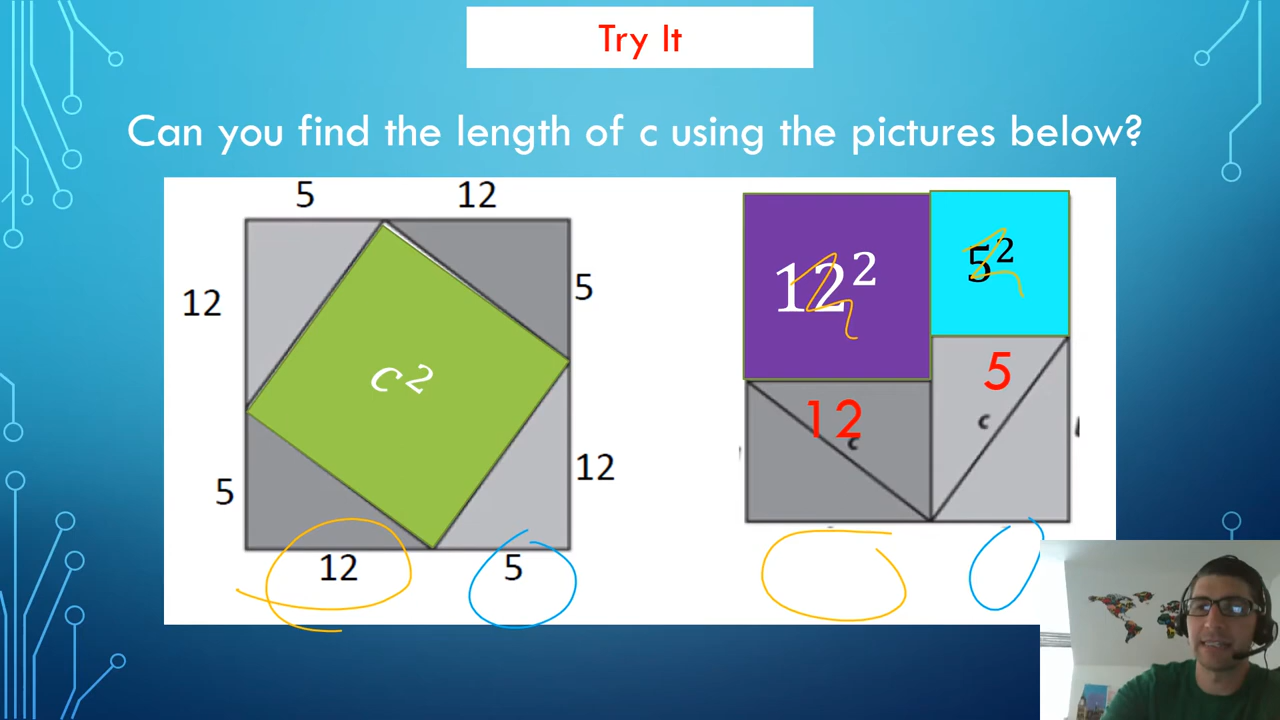 Try It
Can you find the length of c using the pictures below?
5 12
12
5
c²
5
12
12 5
12²
5²
12
5
c
c